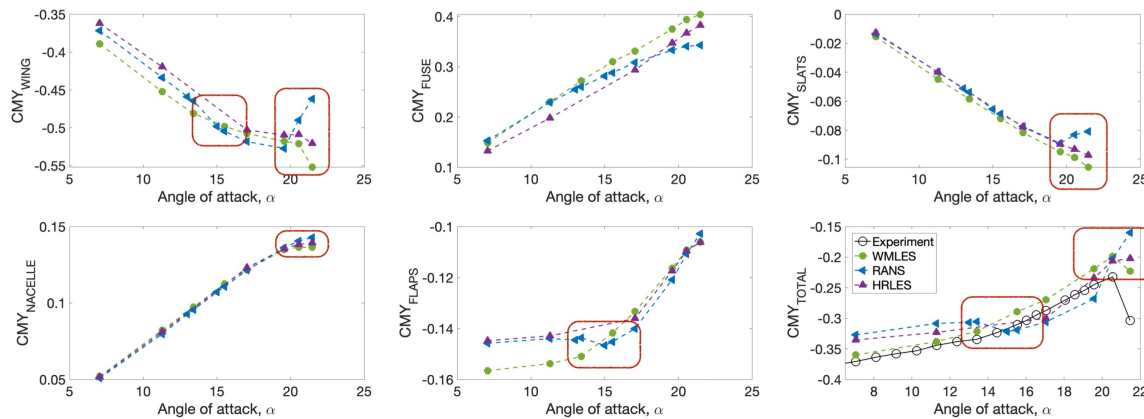 -0.35
-0.4
-0.45
-0.5
-0.55
CMY_WING
5 10 15 20 25
Angle of attack, α
0.4
0.3
0.2
0.1
CMY_FUSE
5 10 15 20 25
Angle of attack, α
0
-0.02
-0.04
-0.06
-0.08
-0.1
CMY_SLATS
5 10 15 20 25
Angle of attack, α
0.15
0.1
0.05
CMY_NACELLE
5 10 15 20 25
Angle of attack, α
-0.1
-0.12
-0.14
-0.16
CMY_FLAPS
5 10 15 20 25
Angle of attack, α
-0.15
-0.2
-0.25
-0.3
-0.35
-0.4
CMY_TOTAL
Experiment
WMLES
RANS
HRLES
8 10 12 14 16 18 20 22
Angle of attack, α